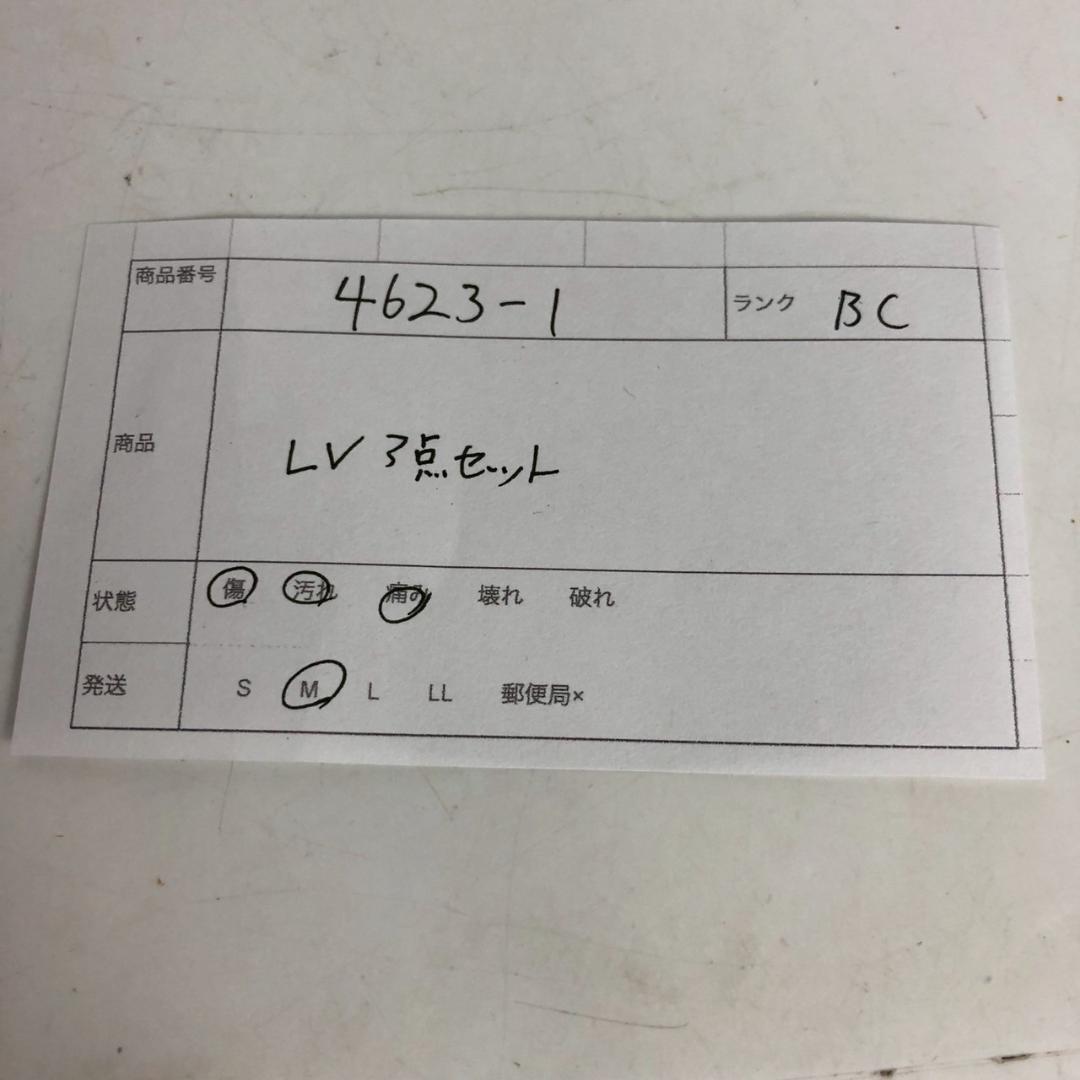 商品番号 4623-1 ランク BC
商品 LV 3点セット
状態 傷 汚れ 痛み 壊れ 破れ
発送 S M L LL 郵便局×